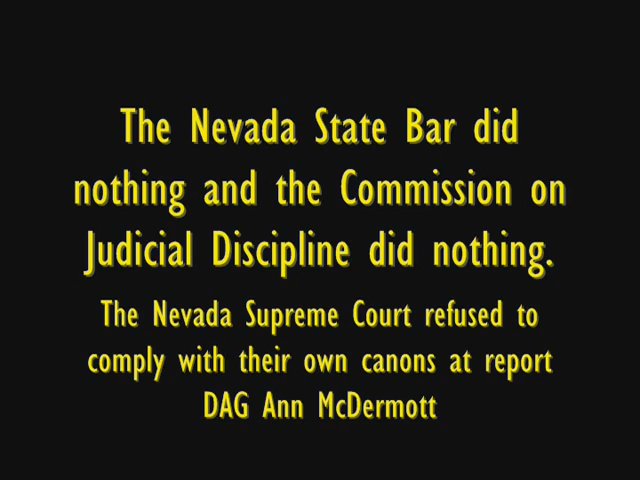 The Nevada State Bar did
nothing and the Commission on
Judicial Discipline did nothing.
The Nevada Supreme Court refused to
comply with their own canons at report
DAG Ann McDermott